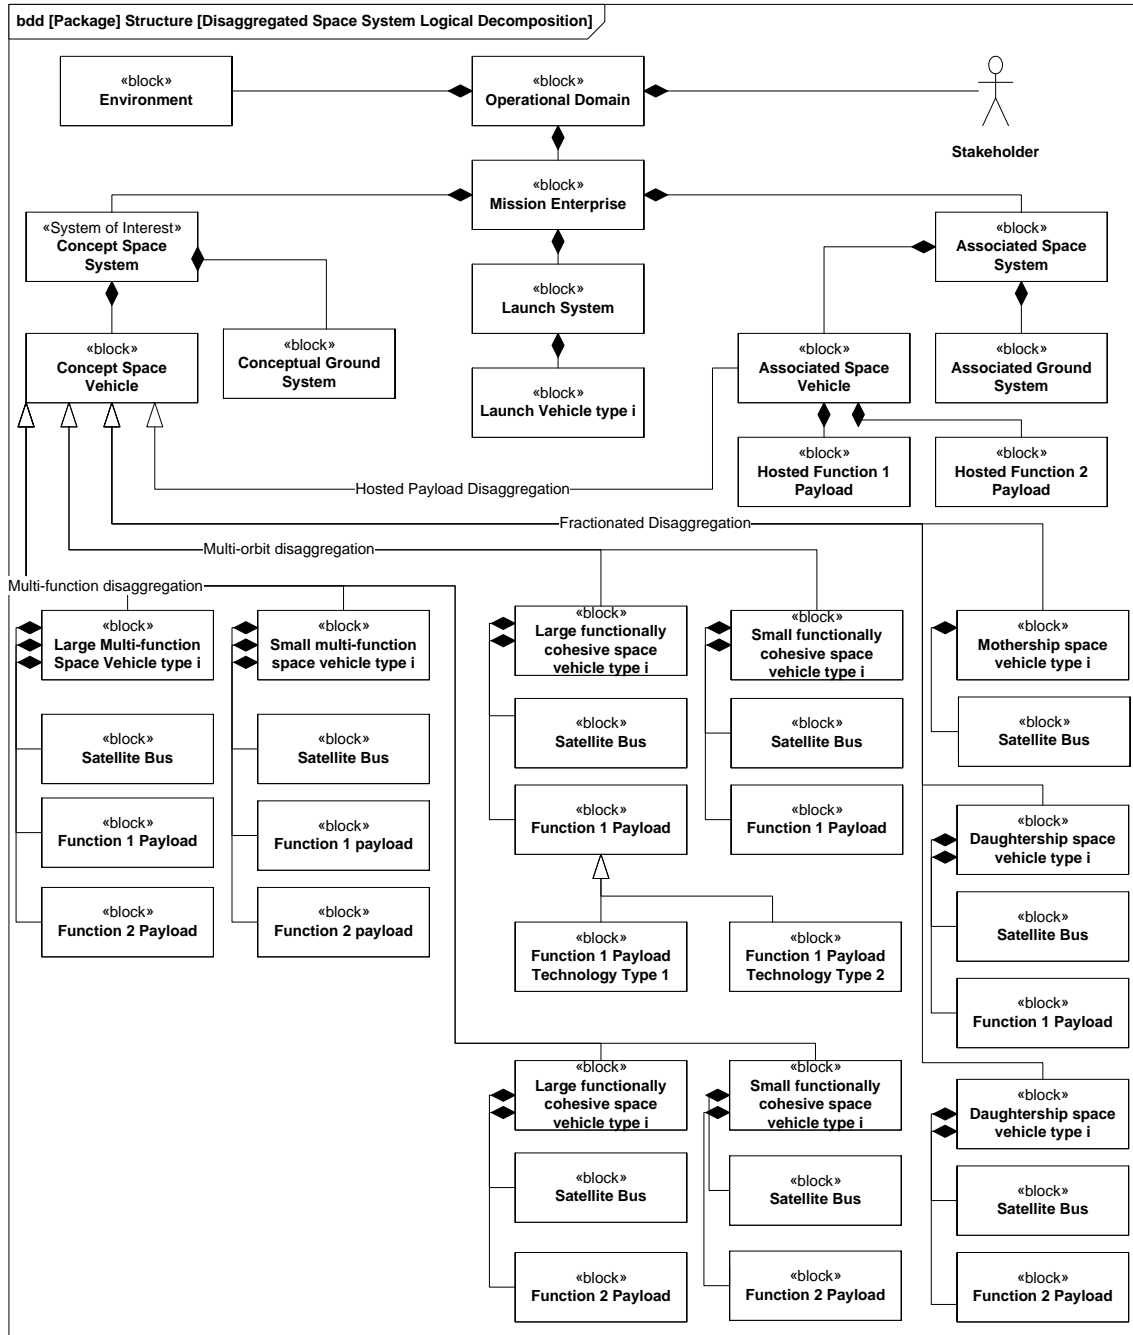 bdd [Package] Structure [Disaggregated Space System Logical Decomposition]
«block»
Environment
«block»
Operational Domain
Stakeholder
«block»
Mission Enterprise
«System of Interest»
Concept Space
System
«block»
Associated Space
System
«block»
Launch System
«block»
Concept Space
Vehicle
«block»
Conceptual Ground
System
«block»
Launch Vehicle type i
«block»
Associated Space
Vehicle
«block»
Associated Ground
System
«block»
Hosted Function 1
Payload
«block»
Hosted Function 2
Payload
Hosted Payload Disaggregation
Fractionated Disaggregation
Multi-orbit disaggregation
Multi-function disaggregation
«block»
Large Multi-function
Space Vehicle type i
«block»
Small multi-function
space vehicle type i
«block»
Large functionally
cohesive space
vehicle type i
«block»
Small functionally
cohesive space
vehicle type i
«block»
Mothership space
vehicle type i
«block»
Satellite Bus
«block»
Satellite Bus
«block»
Satellite Bus
«block»
Satellite Bus
«block»
Satellite Bus
«block»
Function 1 Payload
«block»
Function 1 payload
«block»
Function 1 Payload
«block»
Function 1 Payload
«block»
Daughtership space
vehicle type i
«block»
Function 2 Payload
«block»
Function 2 payload
«block»
Function 1 Payload
Technology Type 1
«block»
Function 1 Payload
Technology Type 2
«block»
Satellite Bus
«block»
Function 1 Payload
«block»
Large functionally
cohesive space
vehicle type i
«block»
Small functionally
cohesive space
vehicle type i
«block»
Daughtership space
vehicle type i
«block»
Satellite Bus
«block»
Satellite Bus
«block»
Satellite Bus
«block»
Function 2 Payload
«block»
Function 2 Payload
«block»
Function 2 Payload